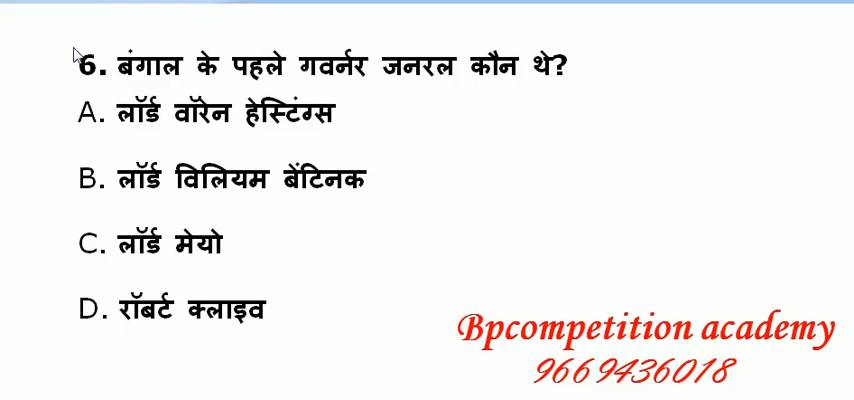 6. बंगाल के पहले गवर्नर जनरल कौन थे?
A. लॉर्ड वॉरेन हेस्टिंग्स
B. लॉर्ड विलियम बेंटिनक
C. लॉर्ड मेयो
D. रॉबर्ट क्लाइव
Bpcompetition academy
9669436018